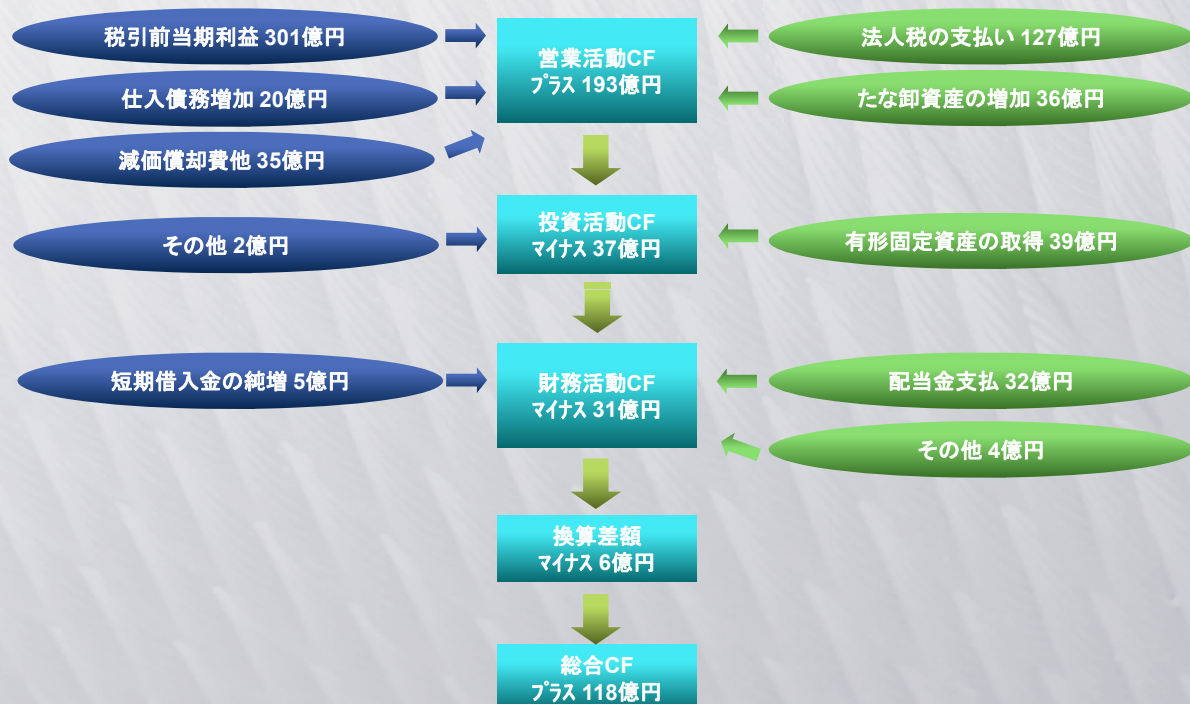 税引前当期利益 301億円
営業活動CF
ﾌﾟﾗｽ 193億円
法人税の支払い 127億円
仕入債務増加 20億円
たな卸資産の増加 36億円
減価償却費他 35億円
その他 2億円
投資活動CF
ﾏｲﾅｽ 37億円
有形固定資産の取得 39億円
短期借入金の純増 5億円
財務活動CF
ﾏｲﾅｽ 31億円
配当金支払 32億円
その他 4億円
換算差額
ﾏｲﾅｽ 6億円
総合CF
ﾌﾟﾗｽ 118億円